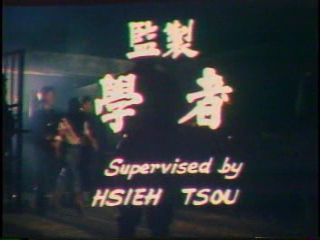 監製
學者
Supervised by
HSIEH TSOU